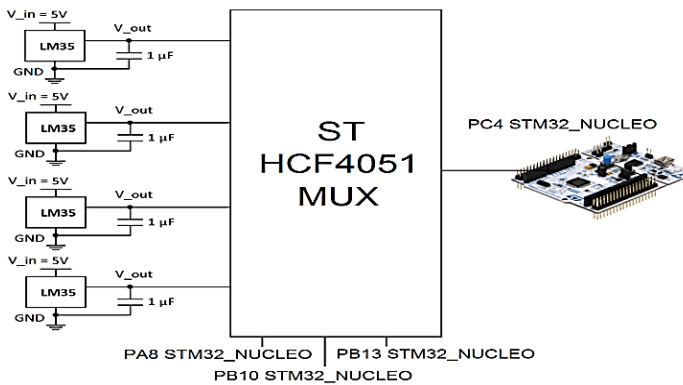 V_in = 5V
LM35
V_out
1 µF
GND
V_in = 5V
LM35
V_out
1 µF
GND
V_in = 5V
LM35
V_out
1 µF
GND
V_in = 5V
LM35
V_out
1 µF
GND
ST
HCF4051
MUX
PC4 STM32_NUCLEO
PA8 STM32_NUCLEO
PB13 STM32_NUCLEO
PB10 STM32_NUCLEO